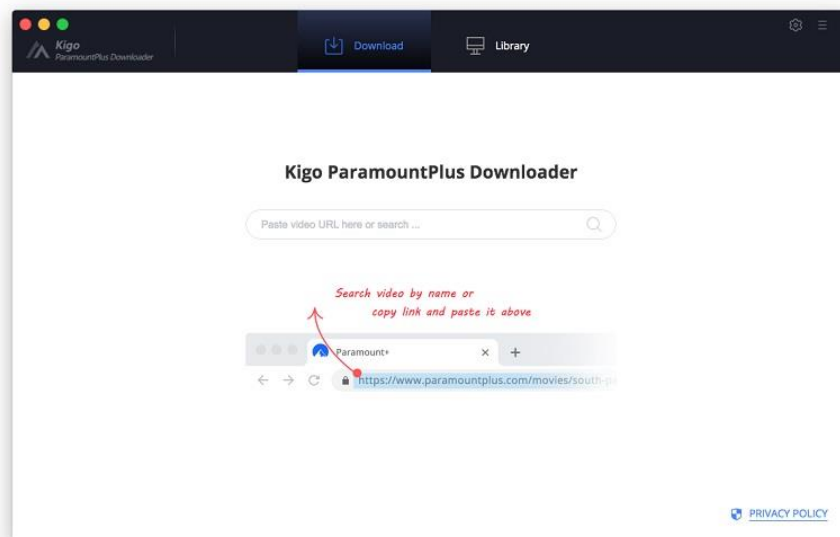 Kigo
ParamountPlus Downloader
Download
Library
Kigo ParamountPlus Downloader
Paste video URL here or search ...
Search video by name or
copy link and paste it above
Paramount+
https://www.paramountplus.com/movies/south-pa
PRIVACY POLICY